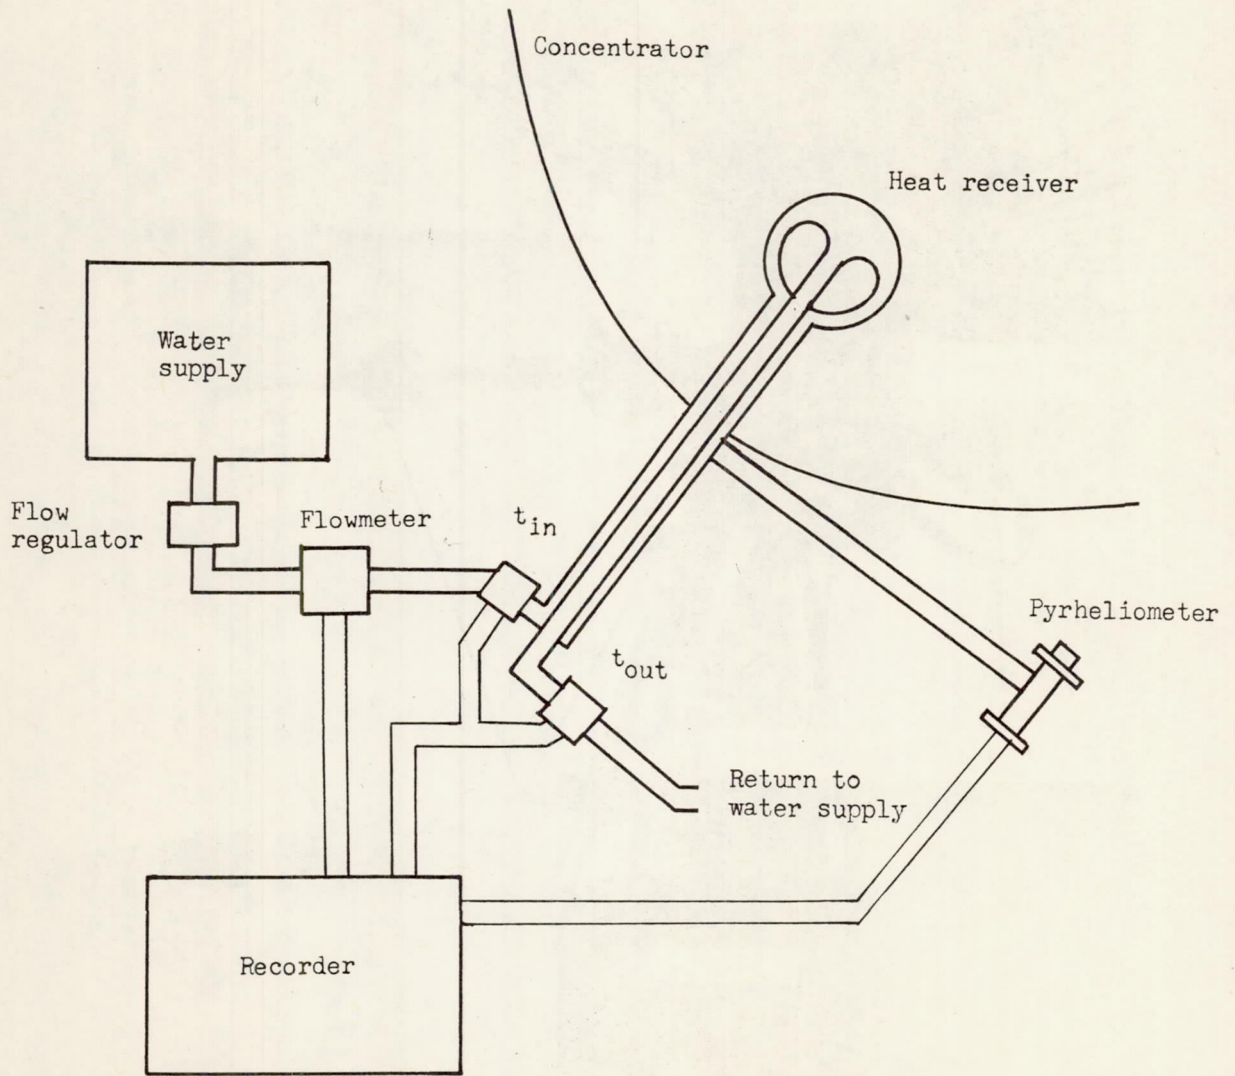 Concentrator
Heat receiver
Water
supply
Flow
regulator
Flowmeter
t_in
t_out
Pyrheliometer
Return to
water supply
Recorder